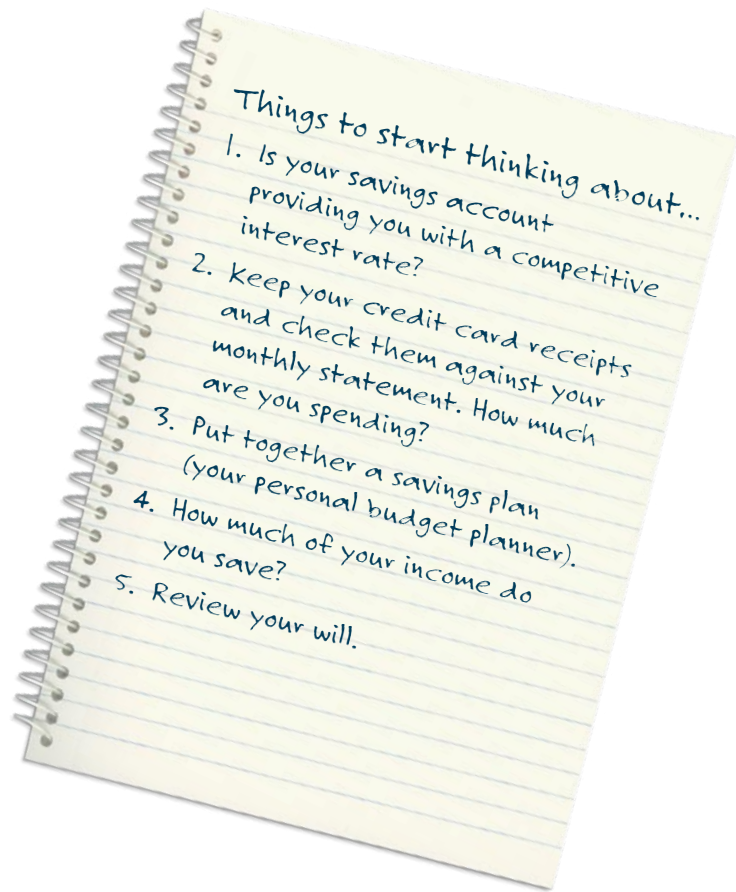 Things to start thinking about...
1. Is your savings account
providing you with a competitive
interest rate?
2. Keep your credit card receipts
and check them against your
monthly statement. How much
are you spending?
3. Put together a savings plan
(your personal budget planner).
4. How much of your income do
you save?
5. Review your will.